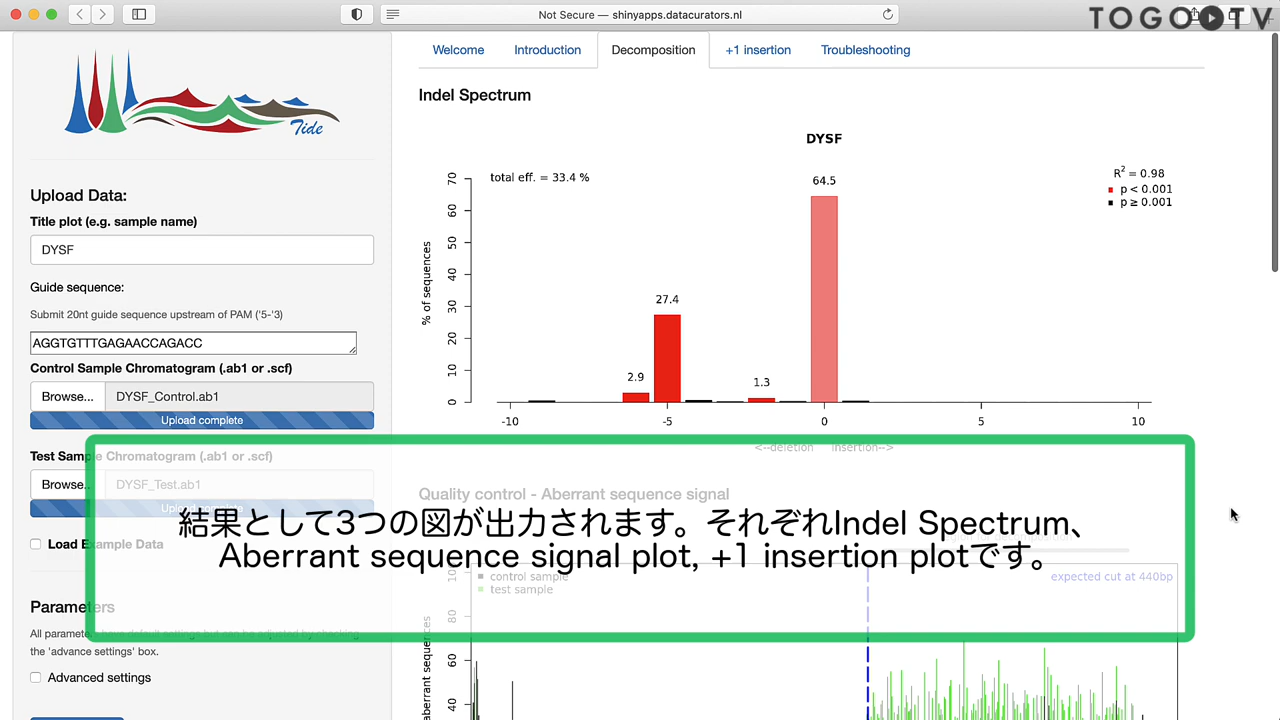 Not Secure — shinyapps.datacurators.nl
TOGOTV
Welcome
Introduction
Decomposition
+1 insertion
Troubleshooting
Tide
Upload Data:
Title plot (e.g. sample name)
DYSF
Guide sequence:
Submit 20nt guide sequence upstream of PAM ('5-'3)
AGGTGTTTGAGAACCAGACC
Control Sample Chromatogram (.ab1 or .scf)
Browse... DYSF_Control.ab1
Upload complete
Test Sample Chromatogram (.ab1 or .scf)
Browse... DYSF_Test.ab1
Load Example Data
Parameters
All parameters have default settings but can be adjusted by checking
the 'advance settings' box.
Advanced settings
Indel Spectrum
DYSF
total eff. = 33.4 %
R2 = 0.98
p < 0.001
p ≥ 0.001
% of sequences
70
60
50
40
30
20
10
0
2.9
27.4
1.3
64.5
-10
-5
0
5
10
<--deletion insertion-->
Quality control - Aberrant sequence signal
結果として3つの図が出力されます。それぞれIndel Spectrum、
Aberrant sequence signal plot, +1 insertion plotです。
control sample
test sample
expected cut at 440bp
80
60
40
aberrant sequences